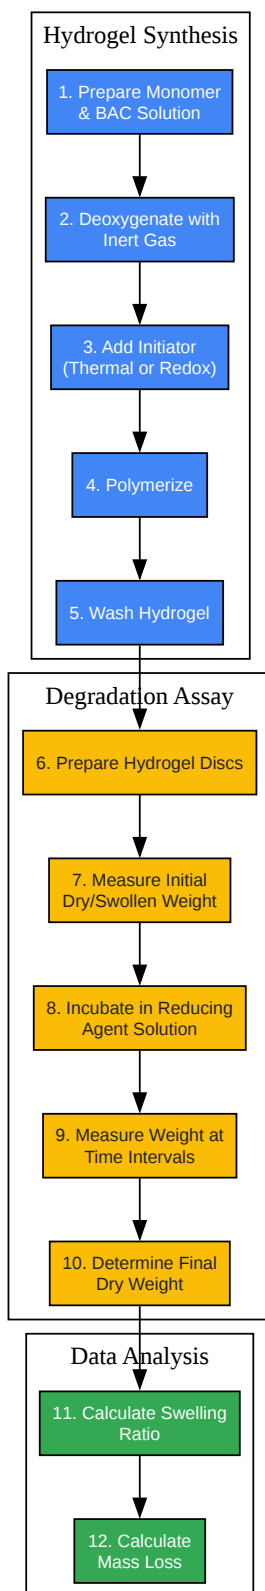 Hydrogel Synthesis
1. Prepare Monomer
& BAC Solution
2. Deoxygenate with
Inert Gas
3. Add Initiator
(Thermal or Redox)
4. Polymerize
5. Wash Hydrogel
Degradation Assay
6. Prepare Hydrogel Discs
7. Measure Initial
Dry/Swollen Weight
8. Incubate in Reducing
Agent Solution
9. Measure Weight at
Time Intervals
10. Determine Final
Dry Weight
Data Analysis
11. Calculate Swelling
Ratio
12. Calculate
Mass Loss